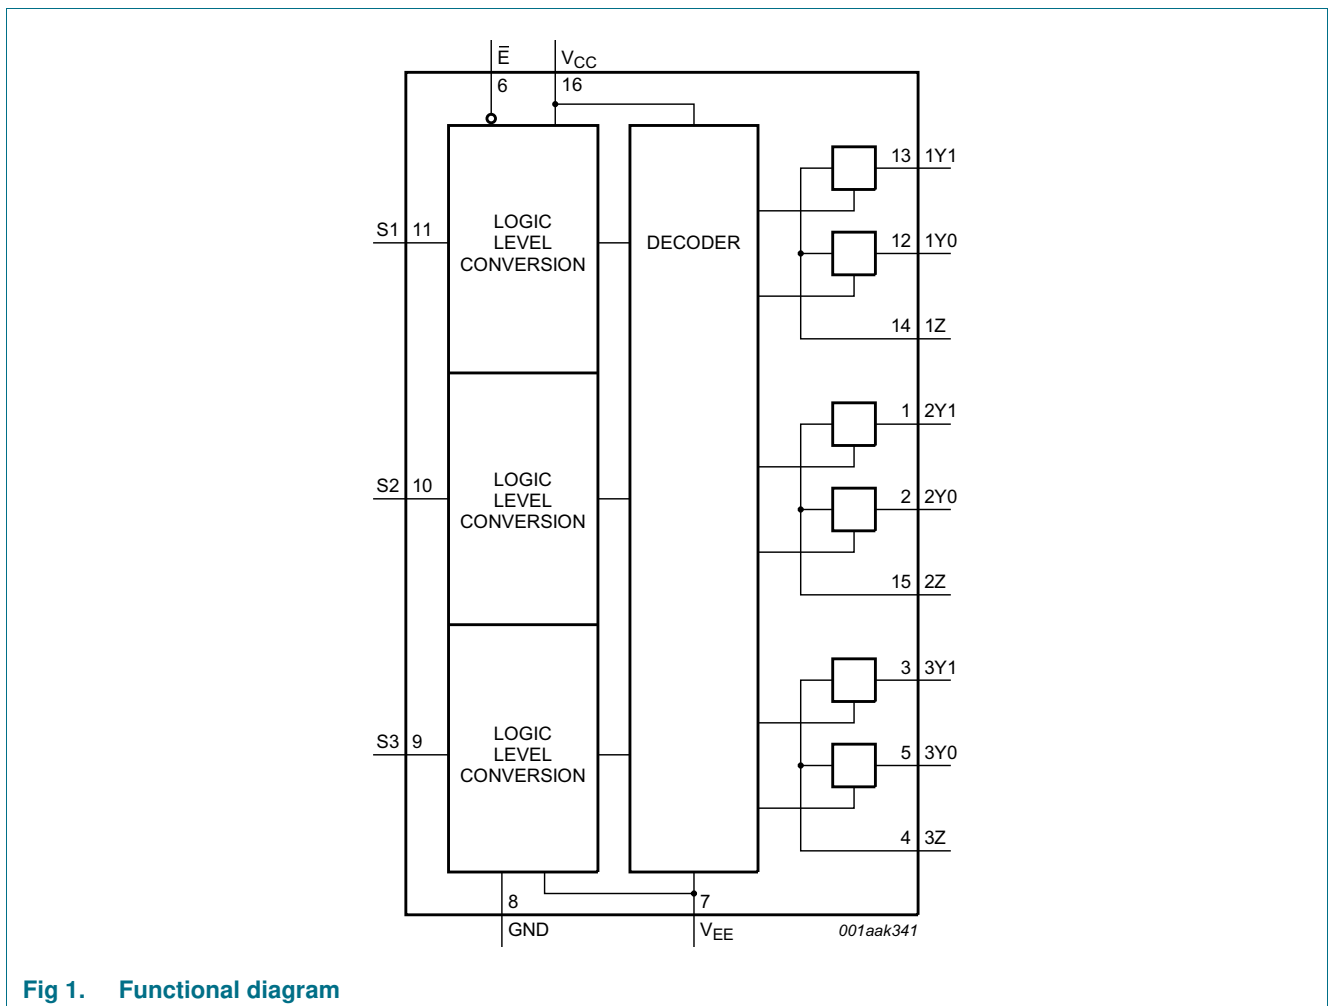 E̅ VCC
6 16
13 1Y1
S1 11
LOGIC
LEVEL
CONVERSION
DECODER
12 1Y0
14 1Z
1 2Y1
S2 10
LOGIC
LEVEL
CONVERSION
2 2Y0
15 2Z
3 3Y1
S3 9
LOGIC
LEVEL
CONVERSION
5 3Y0
4 3Z
8 7
GND VEE 001aak341
Fig 1. Functional diagram